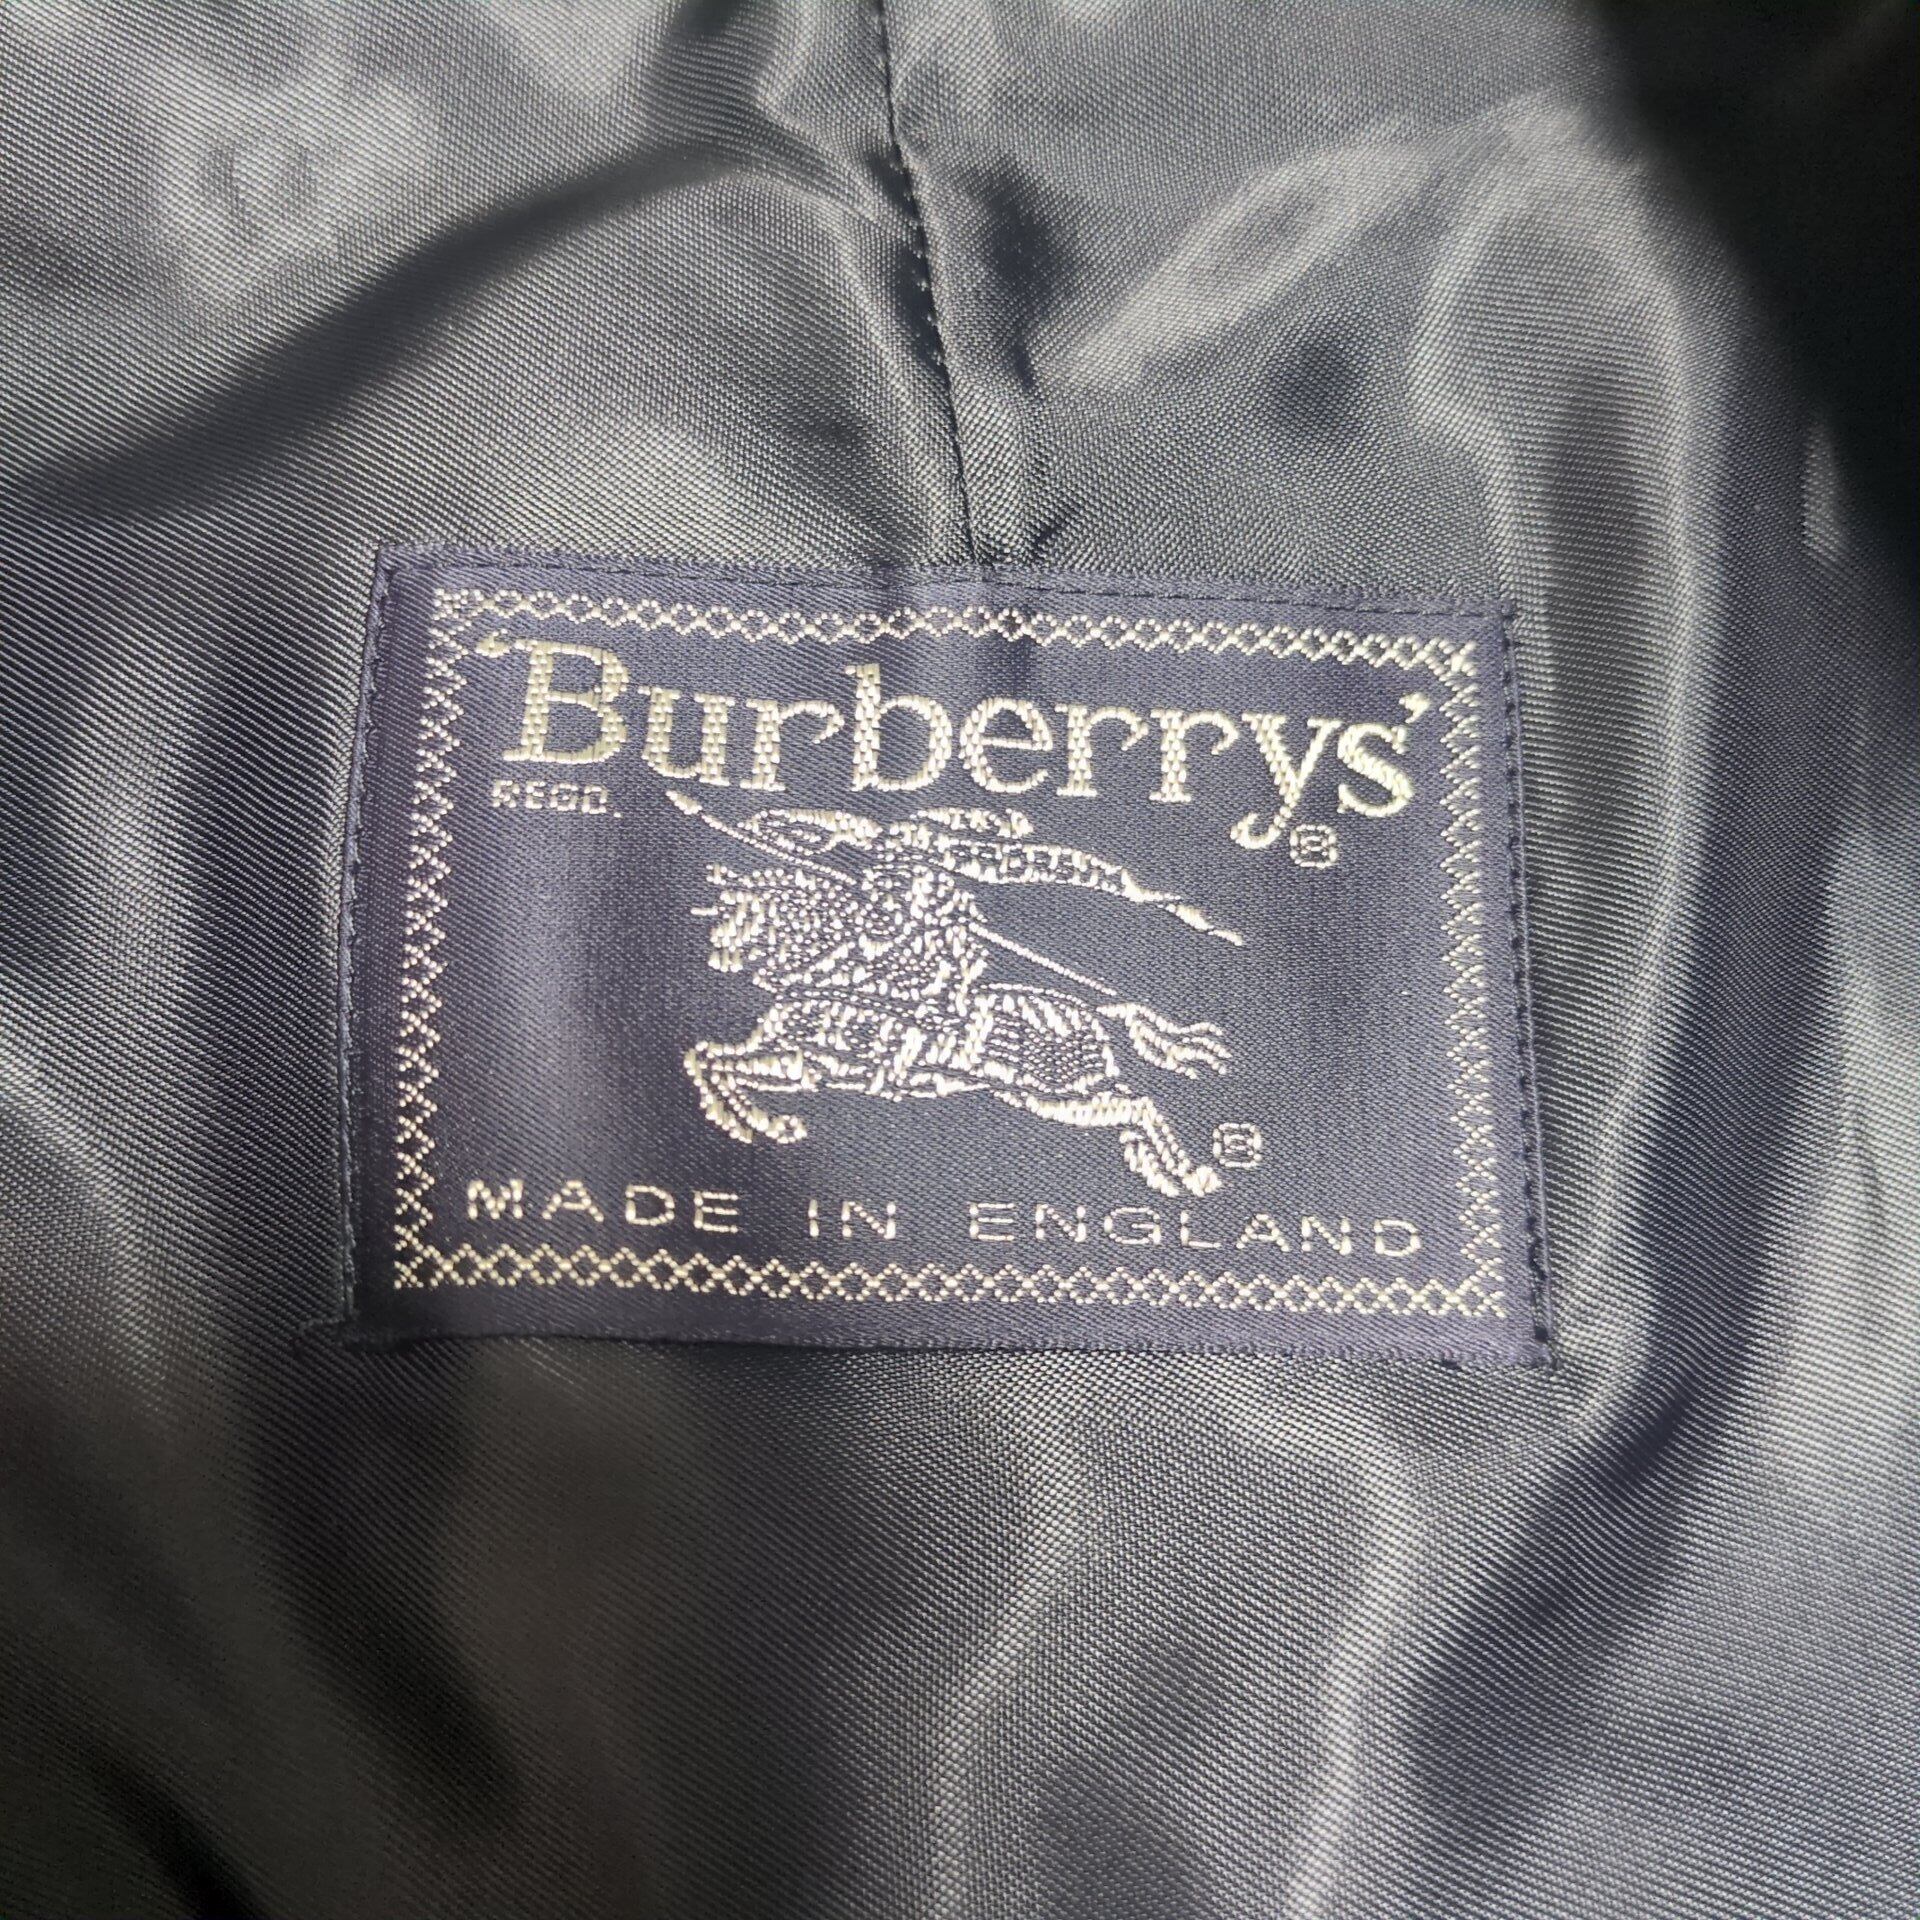 'Burberrys'
REGD.
®
®
MADE IN ENGLAND